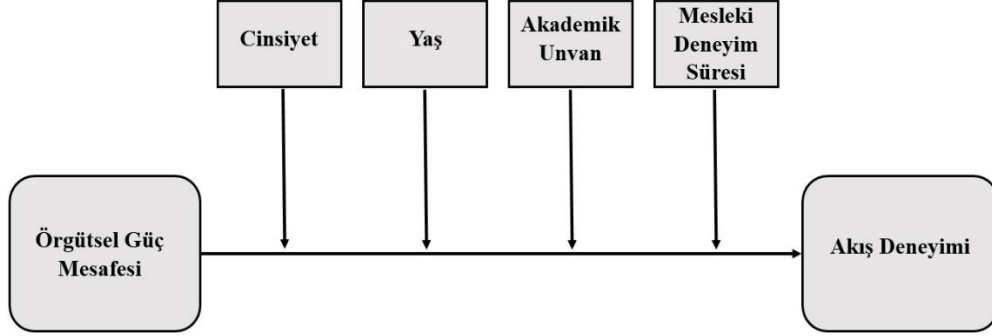 Cinsiyet
Yaş
Akademik
Unvan
Mesleki
Deneyim
Süresi
Örgütsel Güç
Mesafesi
Akış Deneyimi